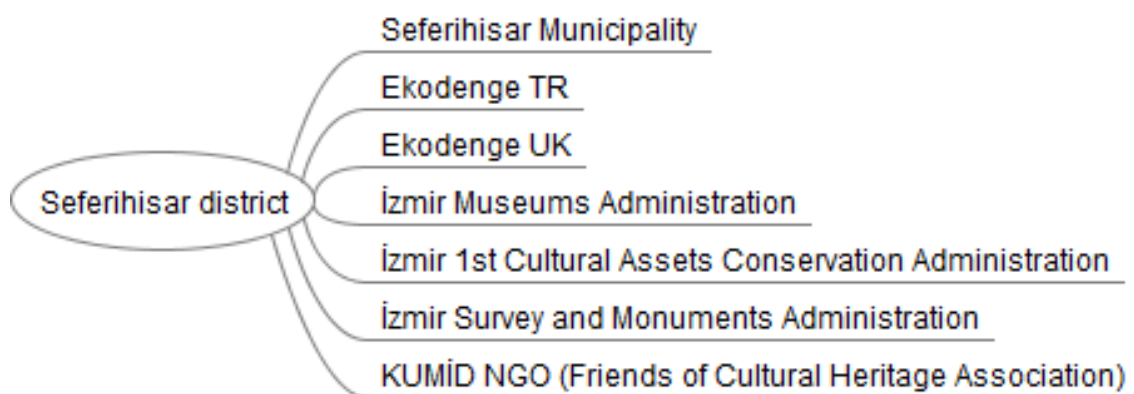 Seferihisar Municipality
Ekodenge TR
Ekodenge UK
Seferihisar district
İzmir Museums Administration
İzmir 1st Cultural Assets Conservation Administration
İzmir Survey and Monuments Administration
KUMİD NGO (Friends of Cultural Heritage Association)